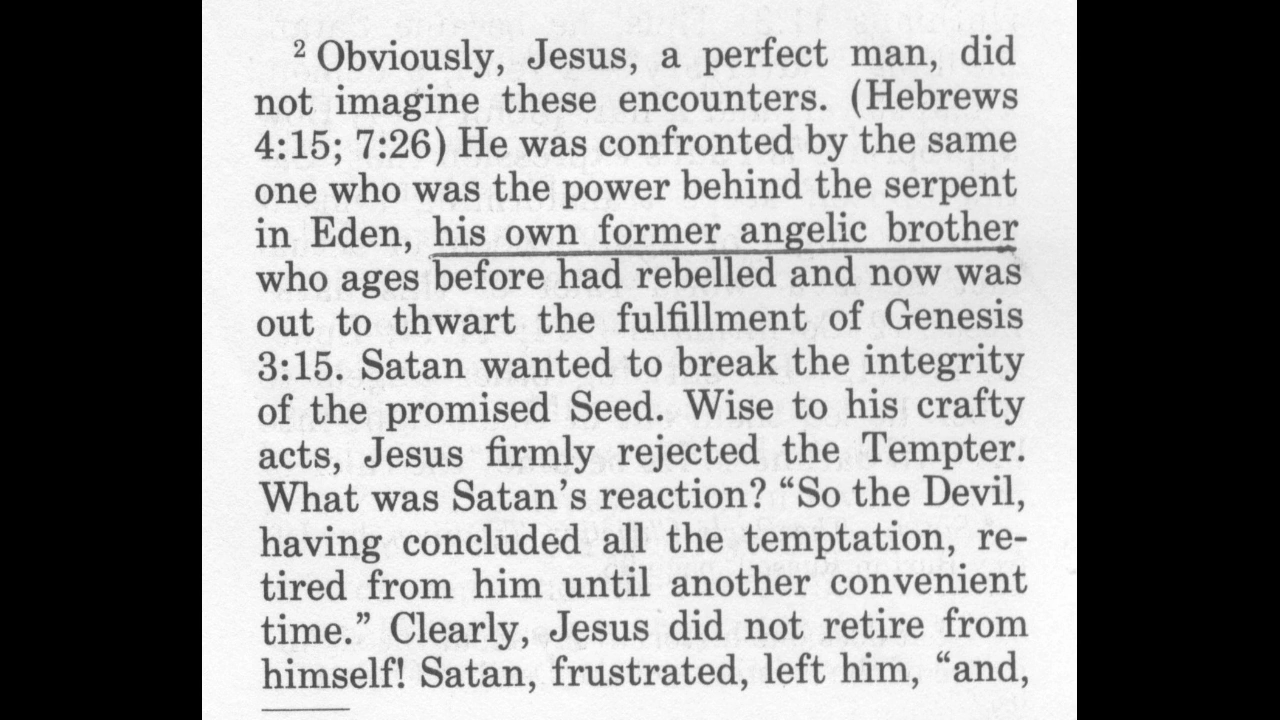 ² Obviously, Jesus, a perfect man, did
not imagine these encounters. (Hebrews
4:15; 7:26) He was confronted by the same
one who was the power behind the serpent
in Eden, his own former angelic brother
who ages before had rebelled and now was
out to thwart the fulfillment of Genesis
3:15. Satan wanted to break the integrity
of the promised Seed. Wise to his crafty
acts, Jesus firmly rejected the Tempter.
What was Satan’s reaction? “So the Devil,
having concluded all the temptation, re-
tired from him until another convenient
time.” Clearly, Jesus did not retire from
himself! Satan, frustrated, left him, “and,